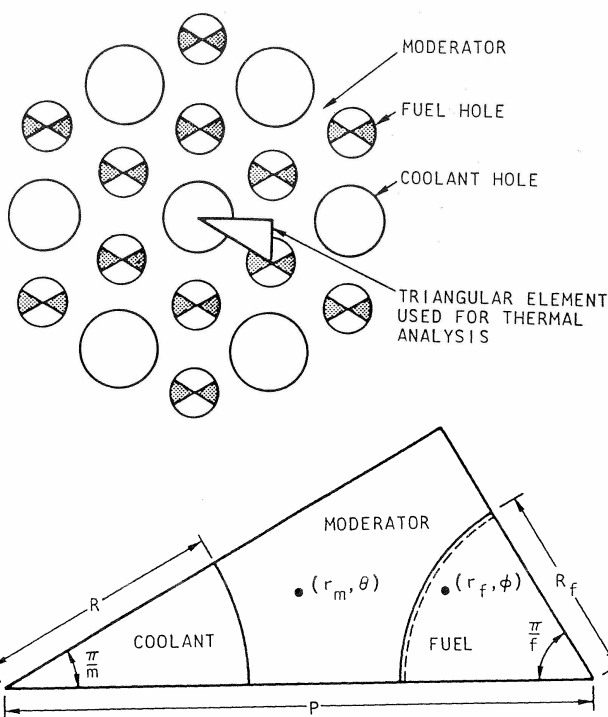 MODERATOR
FUEL HOLE
COOLANT HOLE
TRIANGULAR ELEMENT
USED FOR THERMAL
ANALYSIS
MODERATOR
R
(r_m,θ)
(r_f,ϕ)
R_f
COOLANT
FUEL
π/m
π/f
P